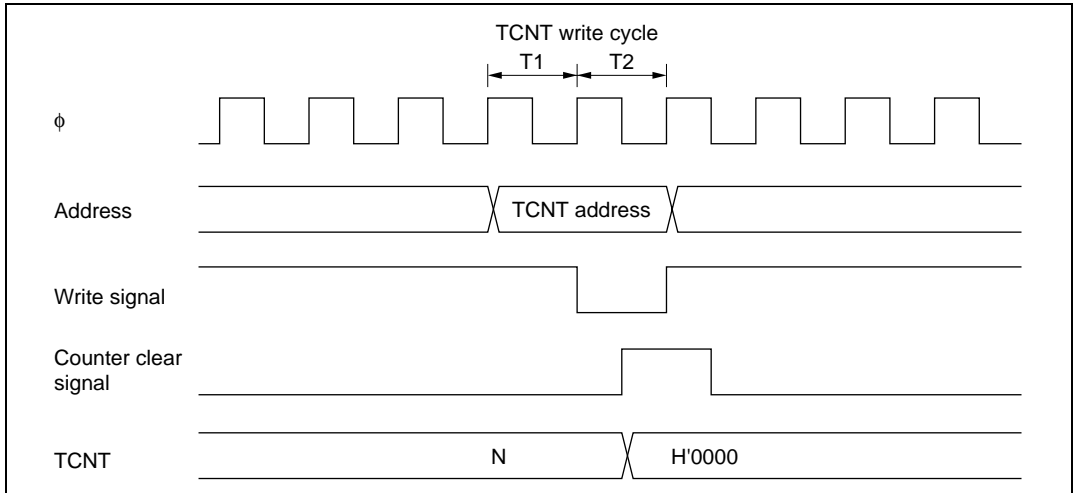 TCNT write cycle
T1 T2
ϕ
Address TCNT address
Write signal
Counter clear
signal
TCNT N H'0000